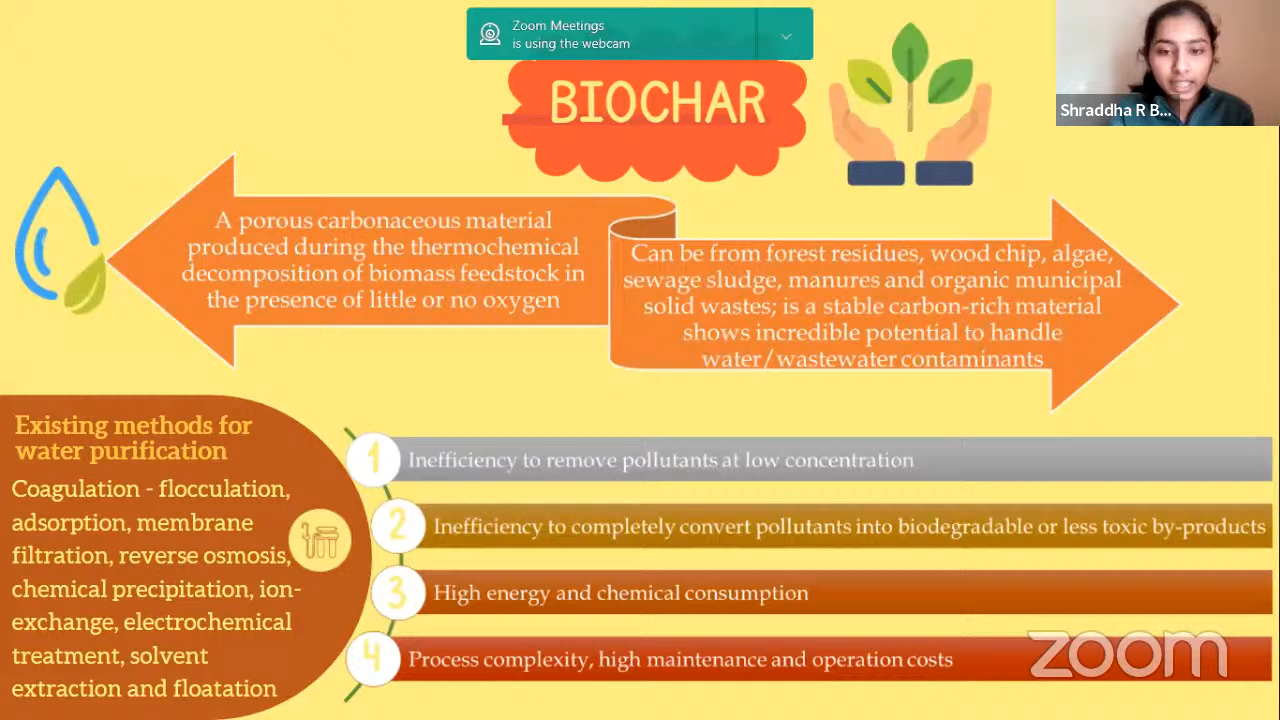 Zoom Meetings
is using the webcam
BIOCHAR
Shraddha R B...
A porous carbonaceous material
produced during the thermochemical
decomposition of biomass feedstock in
the presence of little or no oxygen
Can be from forest residues, wood chip, algae,
sewage sludge, manures and organic municipal
solid wastes; is a stable carbon-rich material
shows incredible potential to handle
water/wastewater contaminants
Existing methods for
water purification
Coagulation - flocculation,
adsorption, membrane
filtration, reverse osmosis,
chemical precipitation, ion-
exchange, electrochemical
treatment, solvent
extraction and floatation
1 Inefficiency to remove pollutants at low concentration
2 Inefficiency to completely convert pollutants into biodegradable or less toxic by-products
3 High energy and chemical consumption
4 Process complexity, high maintenance and operation costs
zoom